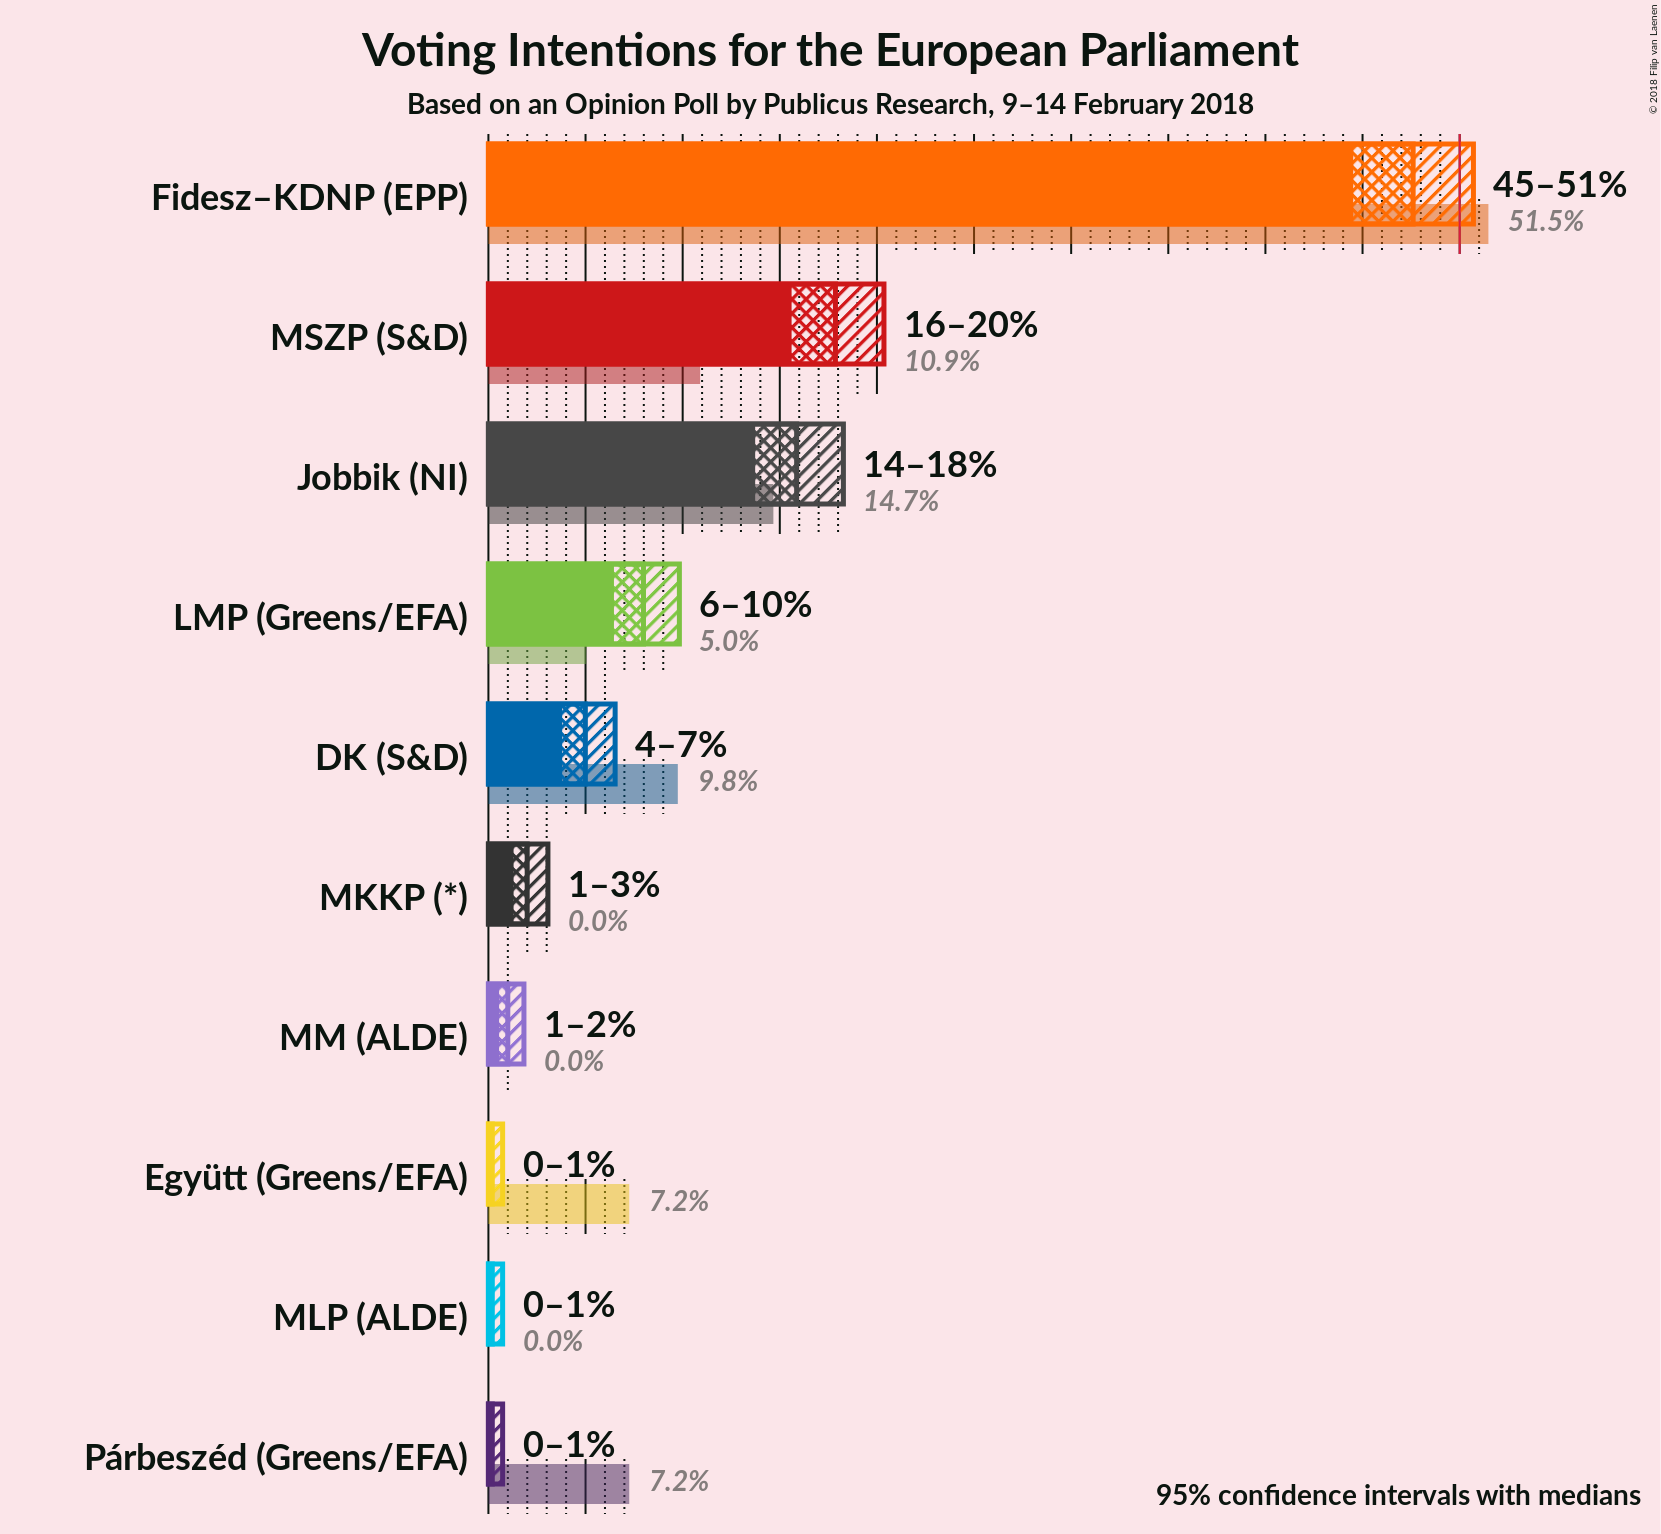 Voting Intentions for the European Parliament
Based on an Opinion Poll by Publicus Research, 9–14 February 2018
© 2018 Filip van Laenen
Fidesz–KDNP (EPP)
45–51%
51.5%
MSZP (S&D)
16–20%
10.9%
Jobbik (NI)
14–18%
14.7%
LMP (Greens/EFA)
6–10%
5.0%
DK (S&D)
4–7%
9.8%
MKKP (*)
1–3%
0.0%
MM (ALDE)
1–2%
0.0%
Együtt (Greens/EFA)
0–1%
7.2%
MLP (ALDE)
0–1%
0.0%
Párbeszéd (Greens/EFA)
0–1%
7.2%
95% confidence intervals with medians